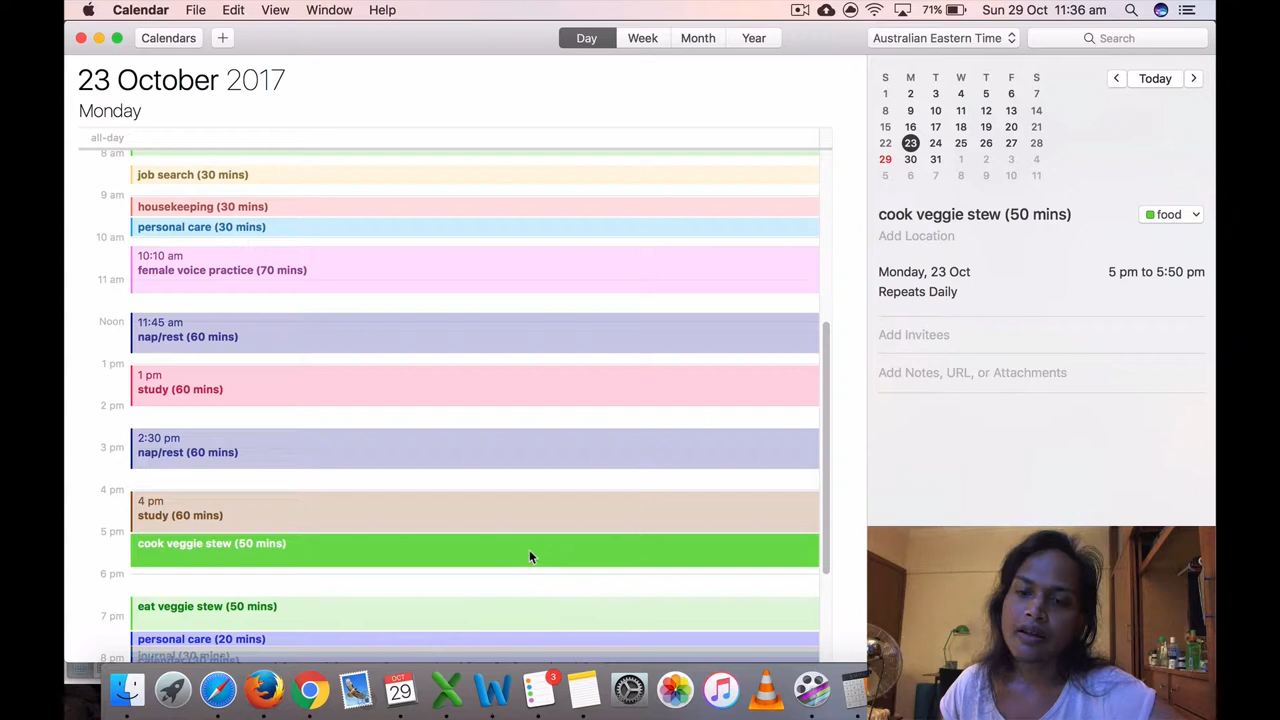 Calendar File Edit View Window Help 71% Sun 29 Oct 11:36 am
Calendars + Day Week Month Year Australian Eastern Time Search
23 October 2017
Monday
all-day
8 am
job search (30 mins)
9 am
housekeeping (30 mins)
personal care (30 mins)
10 am
10:10 am
female voice practice (70 mins)
11 am
11:45 am
Noon
nap/rest (60 mins)
1 pm
1 pm
study (60 mins)
2 pm
2:30 pm
3 pm
nap/rest (60 mins)
4 pm
4 pm
study (60 mins)
5 pm
cook veggie stew (50 mins)
6 pm
eat veggie stew (50 mins)
7 pm
personal care (20 mins)
journal (30 mins)
8 pm
calendar (30 mins)
< Today >
S M T W T F S
1 2 3 4 5 6 7
8 9 10 11 12 13 14
15 16 17 18 19 20 21
22 23 24 25 26 27 28
29 30 31 1 2 3 4
5 6 7 8 9 10 11
cook veggie stew (50 mins) food
Add Location
Monday, 23 Oct 5 pm to 5:50 pm
Repeats Daily
Add Invitees
Add Notes, URL, or Attachments
OCT
29
3